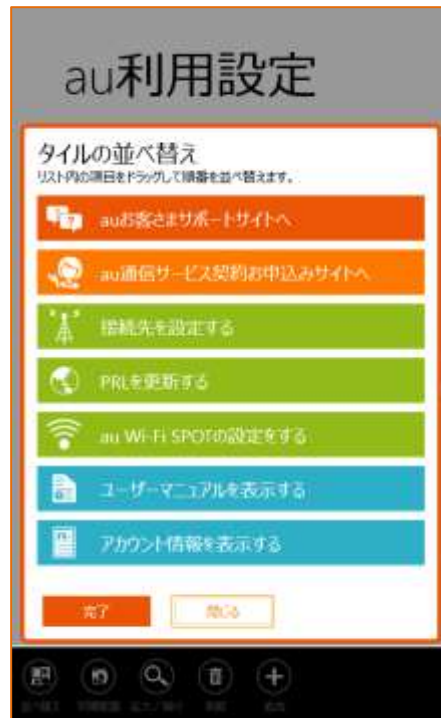 au利用設定
タイルの並べ替え
リスト内の項目をドラッグして順番を並べ替えます。
auお客さまサポートサイトへ
au通信サービス契約お申込みサイトへ
接続先を設定する
PRLを更新する
au Wi-Fi SPOTの設定をする
ユーザーマニュアルを表示する
アカウント情報を表示する
完了
閉じる